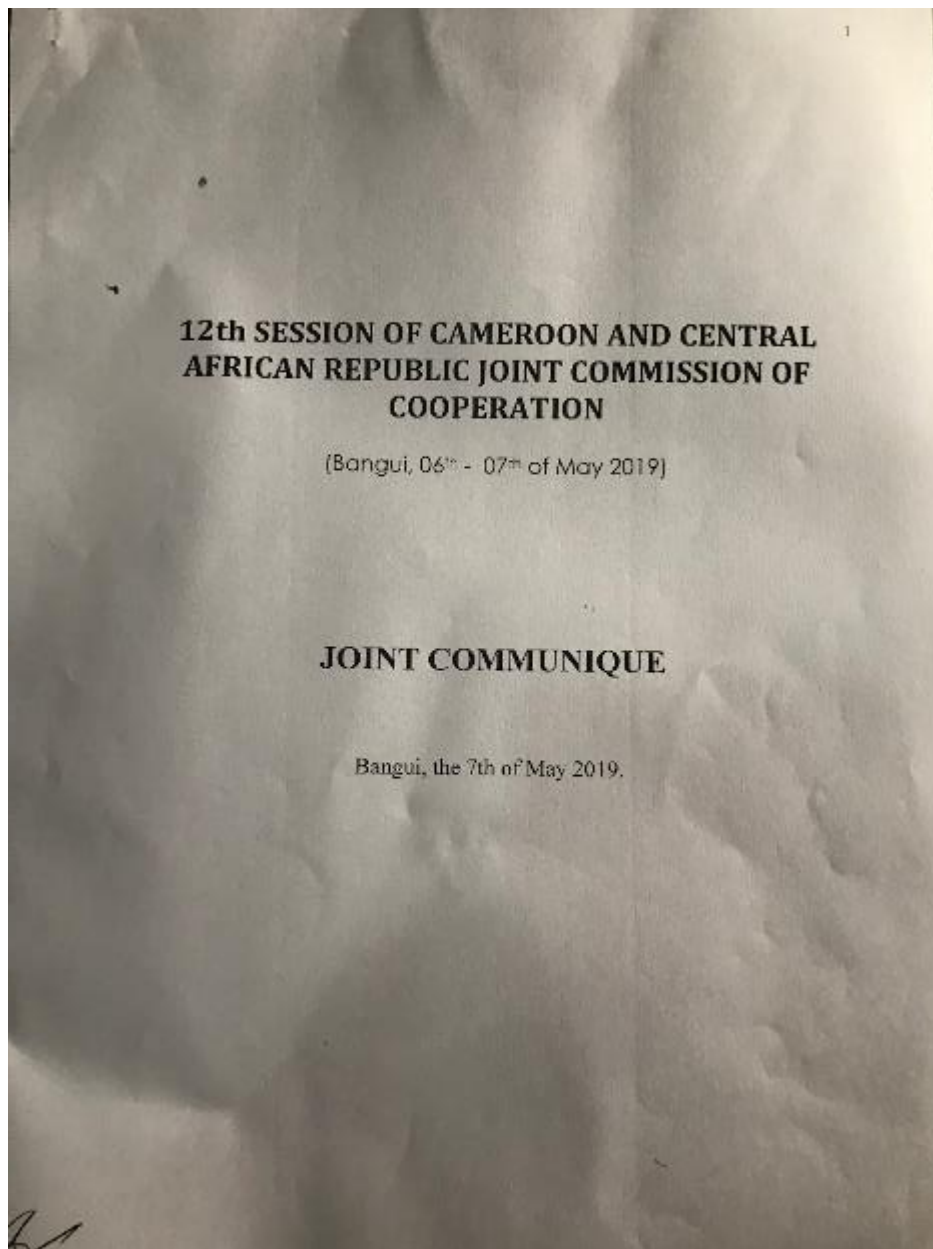 1
12th SESSION OF CAMEROON AND CENTRAL
AFRICAN REPUBLIC JOINT COMMISSION OF
COOPERATION
(Bangui, 06th - 07th of May 2019)
JOINT COMMUNIQUE
Bangui, the 7th of May 2019.